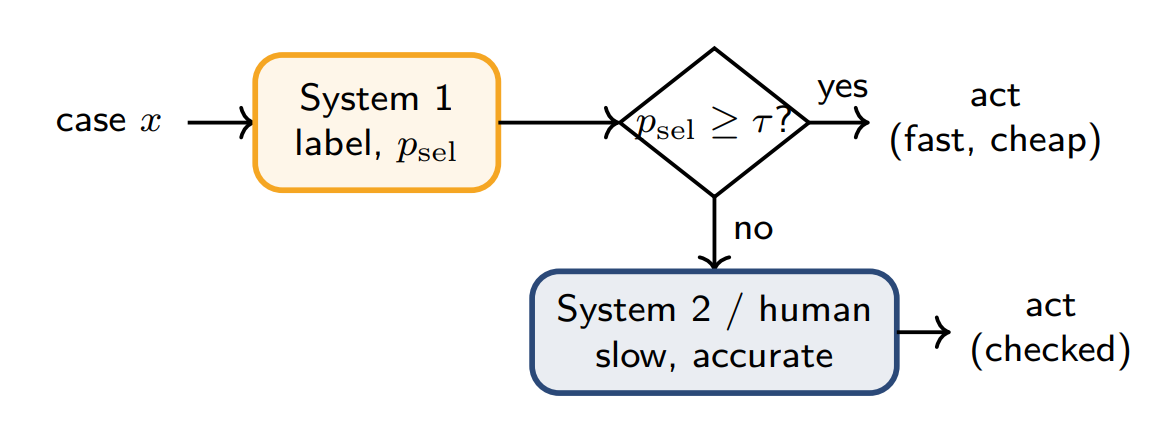 case x
System 1
label, p_sel
p_sel ≥ τ?
yes
act
(fast, cheap)
no
System 2 / human
slow, accurate
act
(checked)